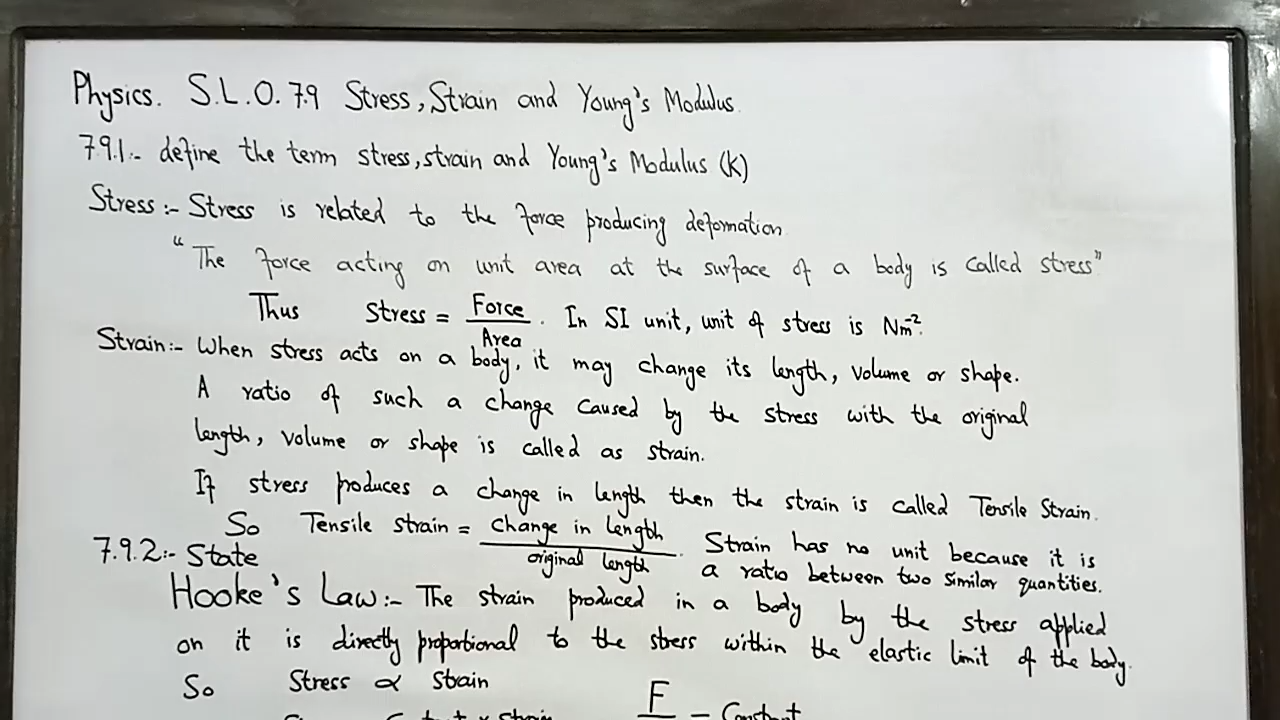 Physics. S.L.O. 7.9 Stress, Strain and Young's Modulus.
7.9.1:- define the term stress, strain and Young's Modulus (K)
Stress:- Stress is related to the force producing deformation
"The force acting on unit area at the surface of a body is called stress"
Thus Stress = Force / Area . In SI unit, unit of stress is Nm⁻².
Strain:- When stress acts on a body, it may change its length, volume or shape.
A ratio of such a change caused by the stress with the original
length, volume or shape is called as strain.
If stress produces a change in length then the strain is called Tensile Strain.
So Tensile strain = change in length / original length . Strain has no unit because it is
a ratio between two similar quantities.
7.9.2:- State
Hooke's Law:- The strain produced in a body by the stress applied
on it is directly proportional to the stress within the elastic limit of the body.
So Stress ∝ Strain
F = Constant